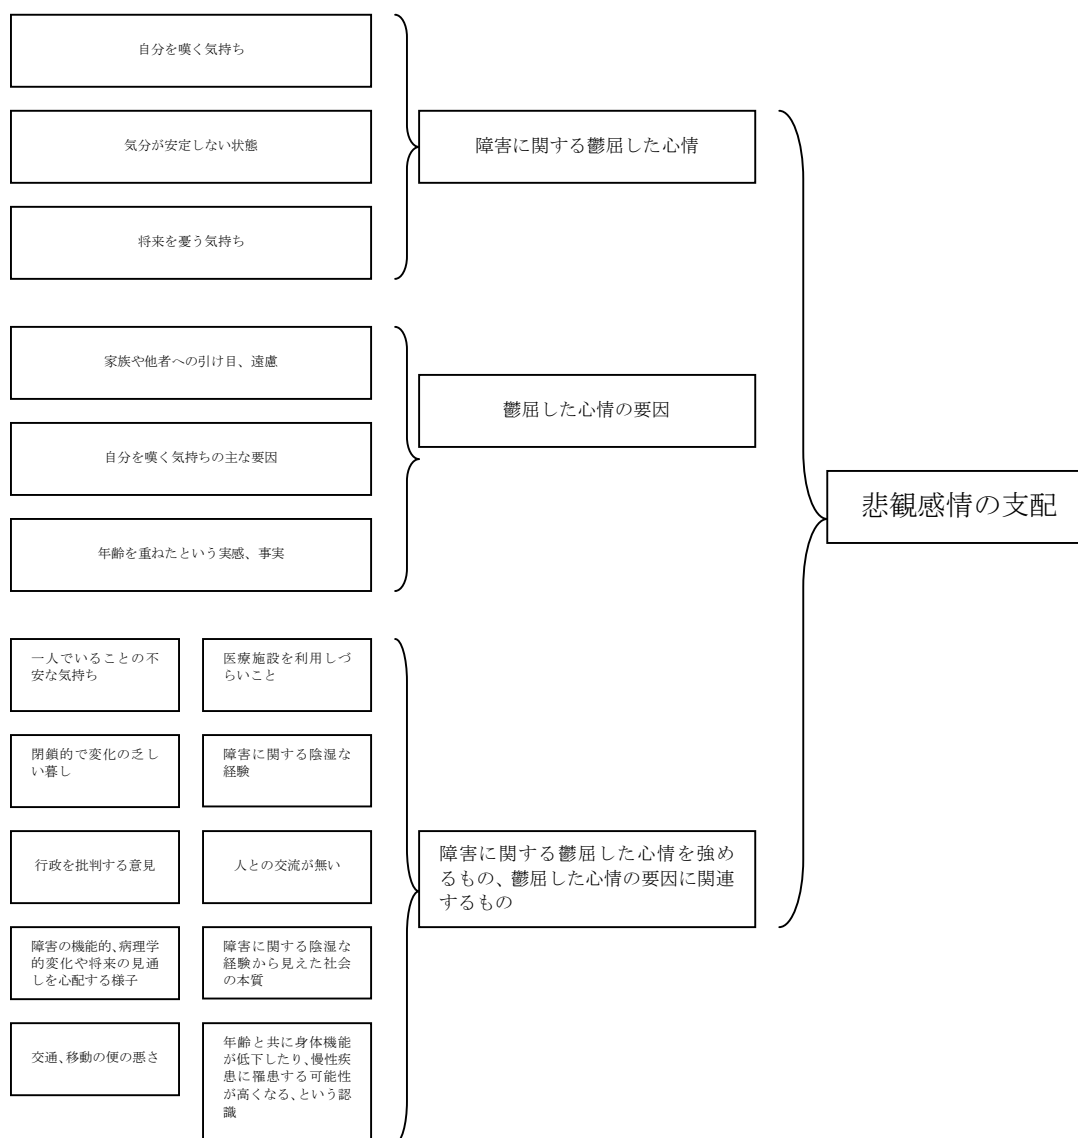 自分を嘆く気持ち
気分が安定しない状態
将来を憂う気持ち
障害に関する鬱屈した心情
家族や他者への引け目、遠慮
自分を嘆く気持ちの主な要因
年齢を重ねたという実感、事実
鬱屈した心情の要因
一人でいることの不
安な気持ち
医療施設を利用しづ
らいこと
閉鎖的で変化の乏し
い暮し
障害に関する陰湿な
経験
行政を批判する意見
人との交流が無い
障害の機能的、病理学
的変化や将来の見通
しを心配する様子
障害に関する陰湿な
経験から見えた社会
の本質
交通、移動の便の悪さ
年齢と共に身体機能
が低下したり、慢性疾
患に罹患する可能性
が高くなる、という認
識
障害に関する鬱屈した心情を強め
るもの、鬱屈した心情の要因に関連
するもの
悲観感情の支配